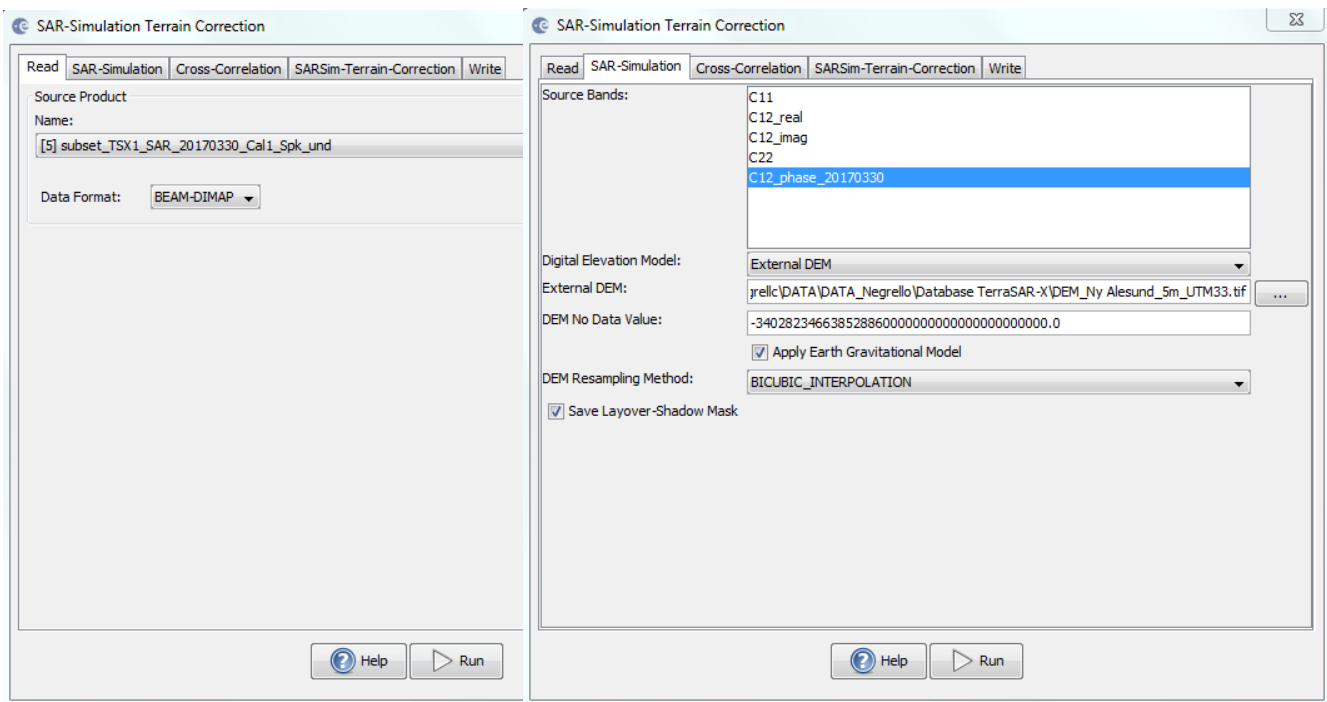 SAR-Simulation Terrain Correction
Read SAR-Simulation Cross-Correlation SARSim-Terrain-Correction Write
Source Product
Name:
[5] subset_TSX1_SAR_20170330_Cal1_Spk_und
Data Format: BEAM-DIMAP
Help Run
SAR-Simulation Terrain Correction
Read SAR-Simulation Cross-Correlation SARSim-Terrain-Correction Write
Source Bands:
C11
C12_real
C12_imag
C22
C12_phase_20170330
Digital Elevation Model: External DEM
External DEM: grellc\DATA\DATA_Negrello\Database TerraSAR-X\DEM_Ny Alesund_5m_UTM33.tif ...
DEM No Data Value: -340282346638528860000000000000000000000.0
Apply Earth Gravitational Model
DEM Resampling Method: BICUBIC_INTERPOLATION
Save Layover-Shadow Mask
Help Run